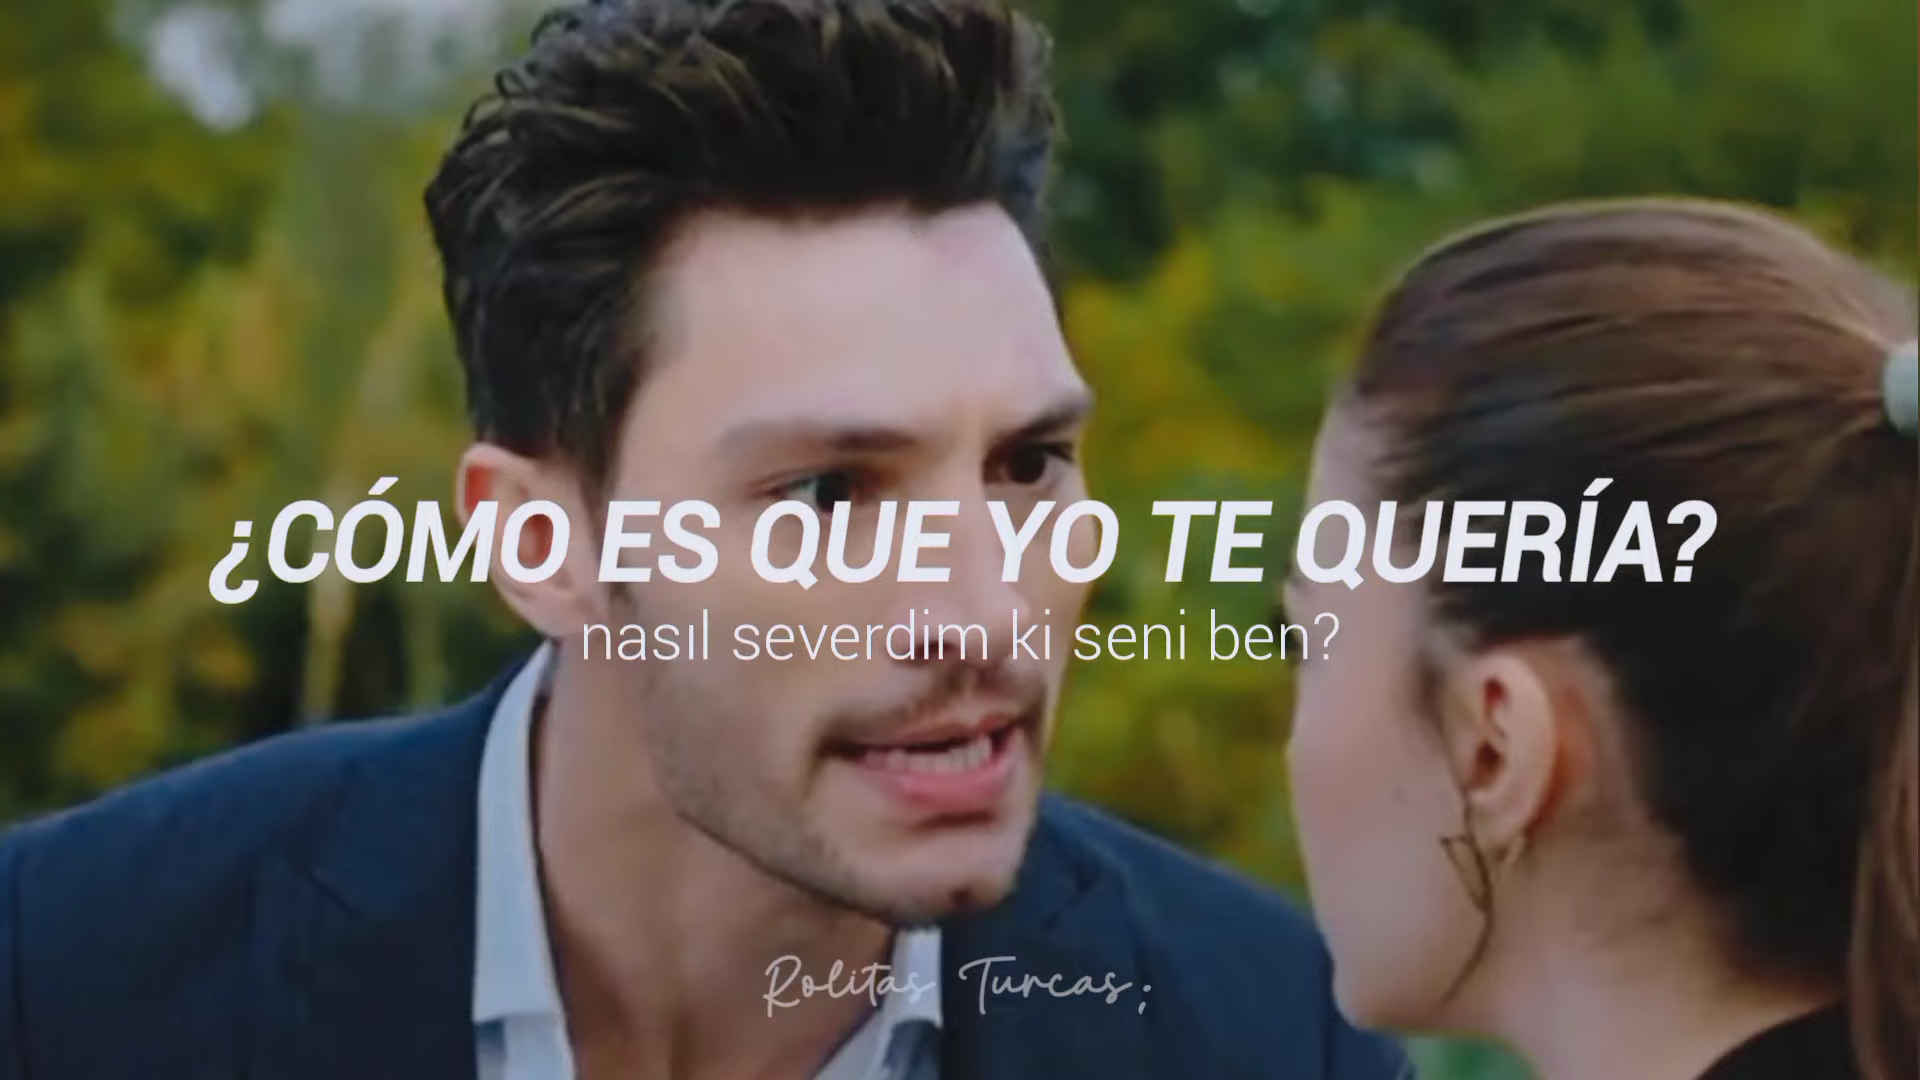 ¿CÓMO ES QUE YO TE QUERÍA?
nasıl severdim ki seni ben?
Rolitas Turcas;